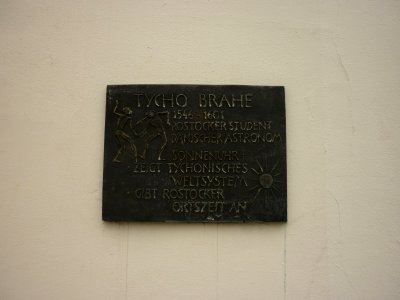 TYCHO BRAHE
1546-1601
ROSTOCKER STUDENT
DÄNISCHER ASTRONOM
SONNENUHR
ZEIGT TYCHONISCHES
WELTSYSTEM
GIBT ROSTOCKER
ORTSZEIT AN